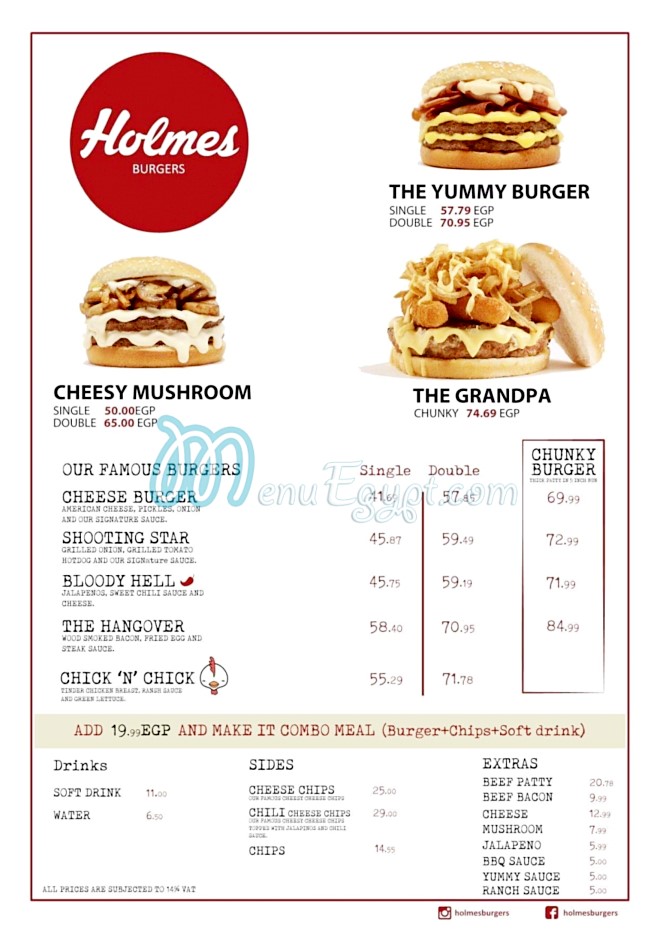 Holmes
BURGERS
THE YUMMY BURGER
SINGLE 57.79 EGP
DOUBLE 70.95 EGP
CHEESY MUSHROOM
SINGLE 50.00EGP
DOUBLE 65.00 EGP
THE GRANDPA
CHUNKY 74.69 EGP
MenuEgypt.com
OUR FAMOUS BURGERS Single Double CHUNKY BURGER
THICK PATTY IN 5 INCH BUN
CHEESE BURGER 57.85 69.99
AMERICAN CHEESE, PICKLES, ONION
AND OUR SIGNATURE SAUCE.
SHOOTING STAR 45.87 59.49 72.99
GRILLED ONION, GRILLED TOMATO
HOTDOG AND OUR SIGNature SAUCE.
BLOODY HELL 45.75 59.19 71.99
JALAPENOS, SWEET CHILI SAUCE AND
CHEESE.
THE HANGOVER 58.40 70.95 84.99
WOOD SMOKED BACON, FRIED EGG AND
STEAK SAUCE.
CHICK 'N' CHICK 55.29 71.78
TINDER CHICKEN BREAST, RANSH SAUCE
AND GREEN LETTUCE.
ADD 19.99EGP AND MAKE IT COMBO MEAL (Burger+Chips+Soft drink)
Drinks
SOFT DRINK 11.00
WATER 6.50
SIDES
CHEESE CHIPS 25.00
OUR FAMOUS CHEESY CHEESE CHIPS
CHILI CHEESE CHIPS 29.00
OUR FAMOUS CHEESY CHEESE CHIPS
TOPPED WITH JALAPINOS AND CHILI
SAUCE.
CHIPS 14.55
EXTRAS
BEEF PATTY 20.78
BEEF BACON 9.99
CHEESE 12.99
MUSHROOM 7.99
JALAPENO 5.99
BBQ SAUCE 5.00
YUMMY SAUCE 5.00
RANCH SAUCE 5.00
ALL PRICES ARE SUBJECTED TO 14% VAT
holmesburgers holmesburgers